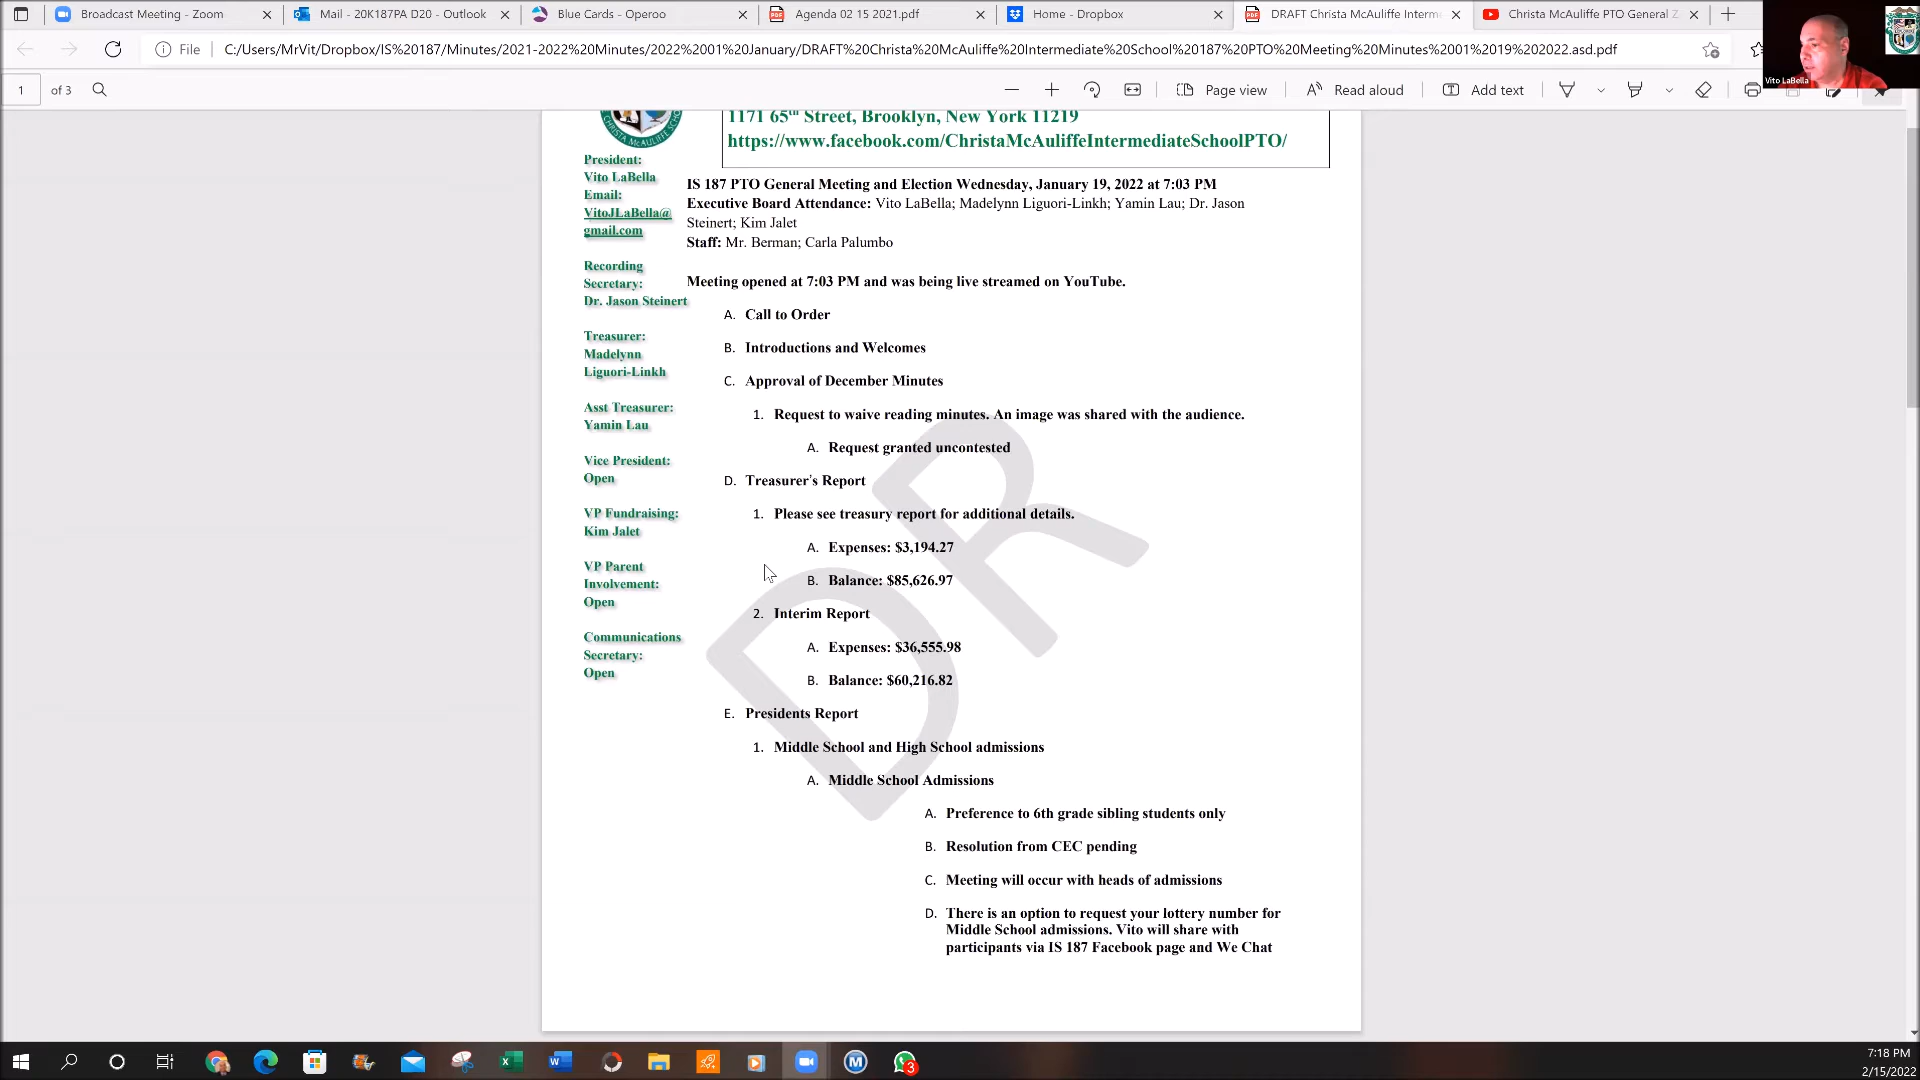 Broadcast Meeting - Zoom
Mail - 20K187PA D20 - Outlook
Blue Cards - Operoo
Agenda 02 15 2021.pdf
Home - Dropbox
DRAFT Christa McAuliffe Interm
Christa McAuliffe PTO General Z
File
C:/Users/MrVit/Dropbox/IS%20187/Minutes/2021-2022%20Minutes/2022%2001%20January/DRAFT%20Christa%20McAuliffe%20Intermediate%20School%20187%20PTO%20Meeting%20Minutes%2001%2019%202022.asd.pdf
Vito LaBella
1 of 3
Page view
Read aloud
Add text
CHRISTA McAULIFFE SCHO
1171 65th Street, Brooklyn, New York 11219
https://www.facebook.com/ChristaMcAuliffeIntermediateSchoolPTO/
President:
Vito LaBella
Email:
VitoJLaBella@
gmail.com
Recording
Secretary:
Dr. Jason Steinert
Treasurer:
Madelynn
Liguori-Linkh
Asst Treasurer:
Yamin Lau
Vice President:
Open
VP Fundraising:
Kim Jalet
VP Parent
Involvement:
Open
Communications
Secretary:
Open
IS 187 PTO General Meeting and Election Wednesday, January 19, 2022 at 7:03 PM
Executive Board Attendance: Vito LaBella; Madelynn Liguori-Linkh; Yamin Lau; Dr. Jason
Steinert; Kim Jalet
Staff: Mr. Berman; Carla Palumbo
Meeting opened at 7:03 PM and was being live streamed on YouTube.
A. Call to Order
B. Introductions and Welcomes
C. Approval of December Minutes
1. Request to waive reading minutes. An image was shared with the audience.
A. Request granted uncontested
D. Treasurer's Report
1. Please see treasury report for additional details.
A. Expenses: $3,194.27
B. Balance: $85,626.97
2. Interim Report
A. Expenses: $36,555.98
B. Balance: $60,216.82
E. Presidents Report
1. Middle School and High School admissions
A. Middle School Admissions
A. Preference to 6th grade sibling students only
B. Resolution from CEC pending
C. Meeting will occur with heads of admissions
D. There is an option to request your lottery number for
Middle School admissions. Vito will share with
participants via IS 187 Facebook page and We Chat
DR
3
7:18 PM
2/15/2022